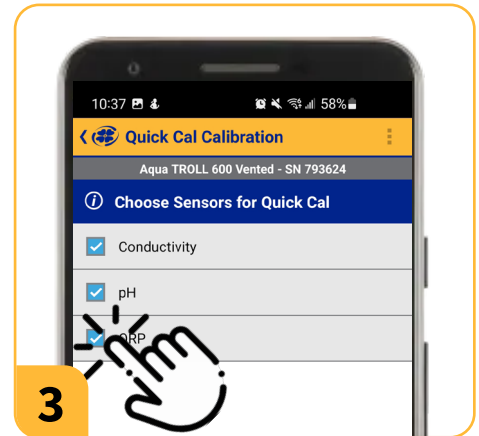 10:37 58%
Quick Cal Calibration
Aqua TROLL 600 Vented - SN 793624
Choose Sensors for Quick Cal
Conductivity
pH
ORP
3